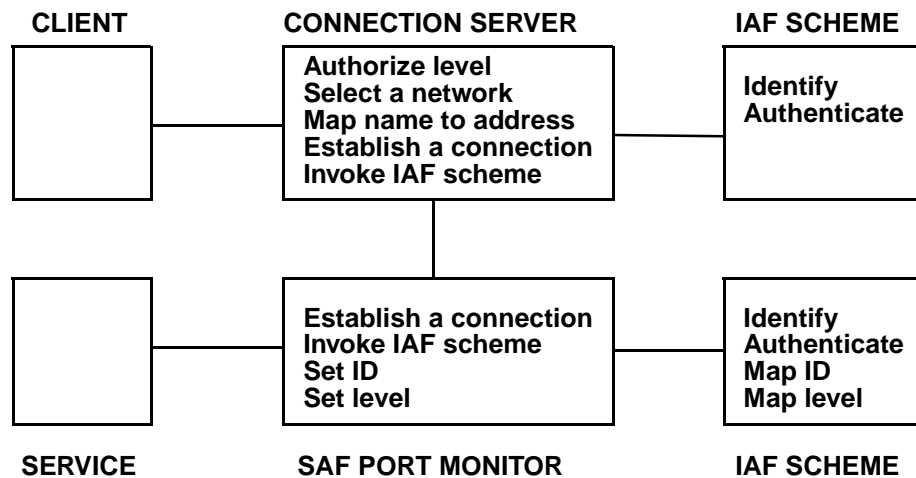 CLIENT
CONNECTION SERVER
IAF SCHEME
Authorize level
Select a network
Map name to address
Establish a connection
Invoke IAF scheme
Identify
Authenticate
Establish a connection
Invoke IAF scheme
Set ID
Set level
Identify
Authenticate
Map ID
Map level
SERVICE
SAF PORT MONITOR
IAF SCHEME